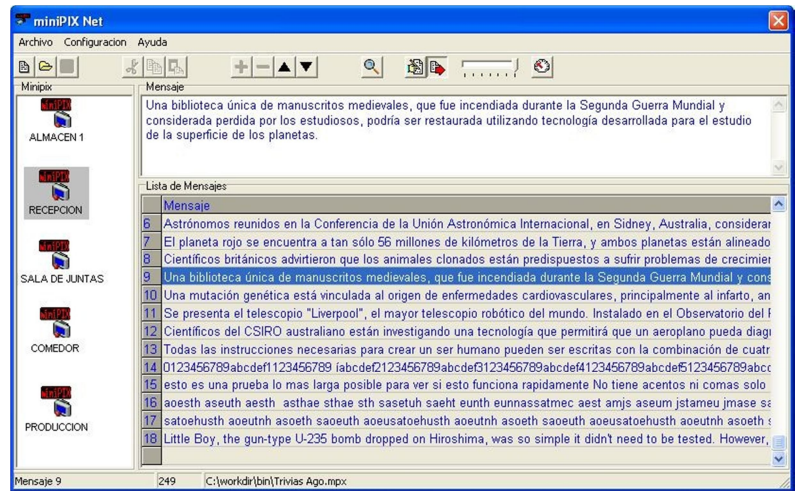 miniPIX Net
Archivo Configuracion Ayuda
Minipix
miniPIX
ALMACEN 1
miniPIX
RECEPCION
miniPIX
SALA DE JUNTAS
miniPIX
COMEDOR
miniPIX
PRODUCCION
Mensaje
Una biblioteca única de manuscritos medievales, que fue incendiada durante la Segunda Guerra Mundial y
considerada perdida por los estudiosos, podría ser restaurada utilizando tecnología desarrollada para el estudio
de la superficie de los planetas.
Lista de Mensajes
Mensaje
6 Astrónomos reunidos en la Conferencia de la Unión Astronómica Internacional, en Sidney, Australia, considerar
7 El planeta rojo se encuentra a tan sólo 56 millones de kilómetros de la Tierra, y ambos planetas están alineado
8 Científicos británicos advirtieron que los animales clonados están predispuestos a sufrir problemas de crecimier
9 Una biblioteca única de manuscritos medievales, que fue incendiada durante la Segunda Guerra Mundial y cons
10 Una mutación genética está vinculada al origen de enfermedades cardiovasculares, principalmente al infarto, an
11 Se presenta el telescopio "Liverpool", el mayor telescopio robótico del mundo. Instalado en el Observatorio del
12 Científicos del CSIRO australiano están investigando una tecnología que permitirá que un aeroplano pueda diag
13 Todas las instrucciones necesarias para crear un ser humano pueden ser escritas con la combinación de cuatr
14 0123456789abcdef1123456789 íabcdef2123456789abcdef3123456789abcdef4123456789abcdef5123456789abcc
15 esto es una prueba lo mas larga posible para ver si esto funciona rapidamente No tiene acentos ni comas solo
16 aoesth aseuth aesth asthae sthae sth sasetuh saeht eunth eunnassatmec aest amjs aseum jstameu jmase sa
17 satoehusth aoeutnh asoeth saoeuth aoeusatoehusth aoeutnh asoeth saoeuth aoeusatoehusth aoeutnh asoeth s
18 Little Boy, the gun-type U-235 bomb dropped on Hiroshima, was so simple it didn't need to be tested. However,
Mensaje 9 249 C:\workdir\bin\Trivias Ago.mpx